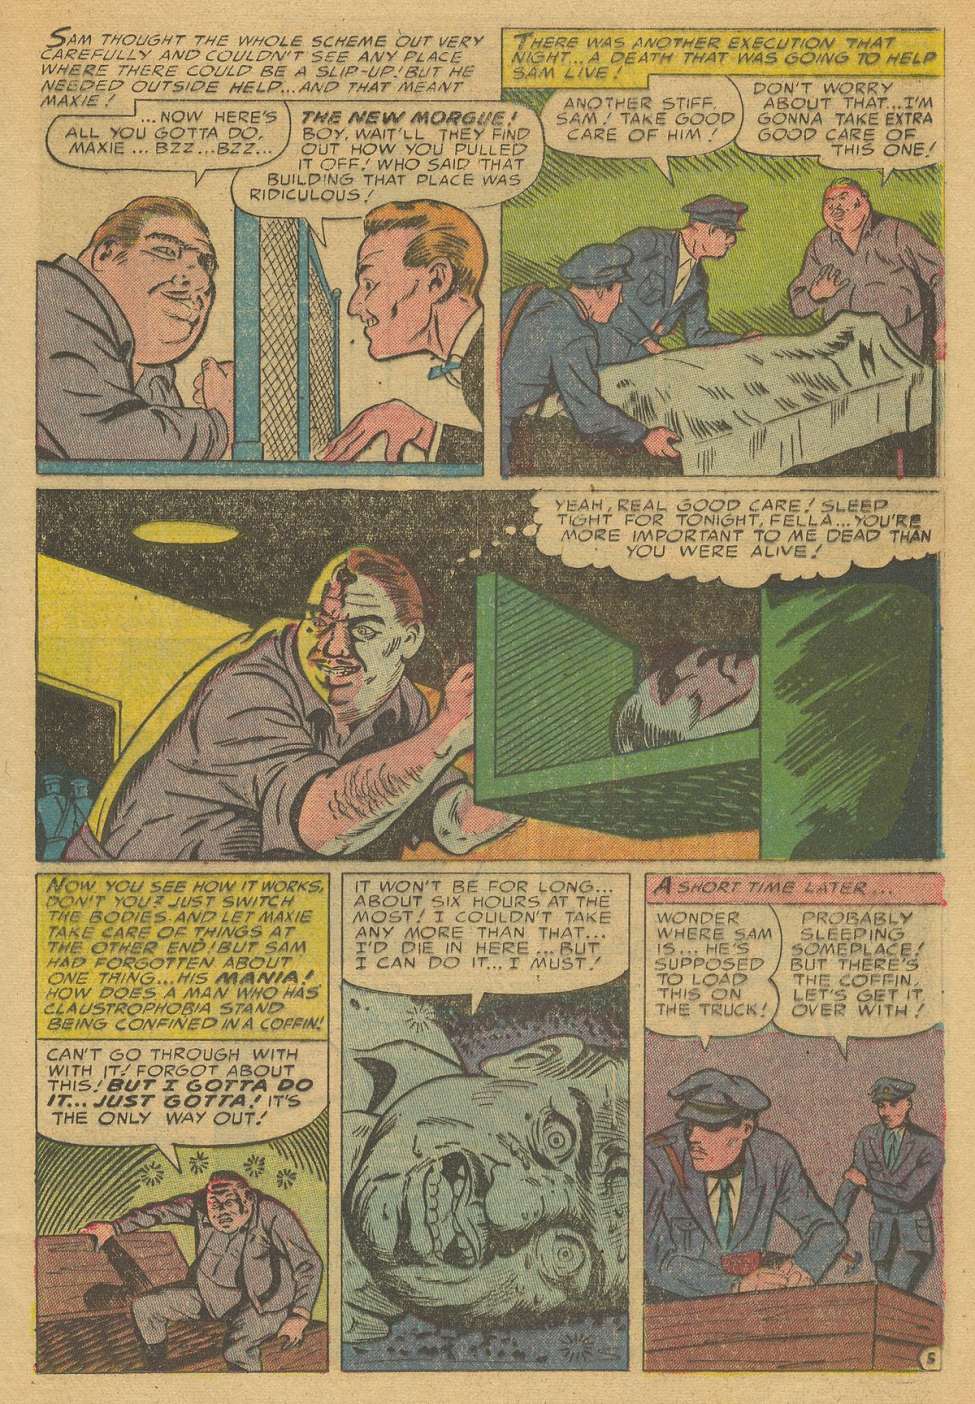 SAM THOUGHT THE WHOLE SCHEME OUT VERY
CAREFULLY AND COULDN'T SEE ANY PLACE
WHERE THERE COULD BE A SLIP-UP! BUT HE
NEEDED OUTSIDE HELP...AND THAT MEANT
MAXIE!
...NOW HERE'S
ALL YOU GOTTA DO,
MAXIE...BZZ...BZZ...
THE NEW MORGUE!
BOY, WAIT'LL THEY FIND
OUT HOW YOU PULLED
IT OFF! WHO SAID THAT
BUILDING THAT PLACE WAS
RIDICULOUS!
THERE WAS ANOTHER EXECUTION THAT
NIGHT...A DEATH THAT WAS GOING TO HELP
SAM LIVE!
ANOTHER STIFF,
SAM! TAKE GOOD
CARE OF HIM!
DON'T WORRY
ABOUT THAT...I'M
GONNA TAKE EXTRA
GOOD CARE OF
THIS ONE!
YEAH, REAL GOOD CARE! SLEEP
TIGHT FOR TONIGHT, FELLA...YOU'RE
MORE IMPORTANT TO ME DEAD THAN
YOU WERE ALIVE!
NOW YOU SEE HOW IT WORKS,
DON'T YOU? JUST SWITCH
THE BODIES AND LET MAXIE
TAKE CARE OF THINGS AT
THE OTHER END! BUT SAM
HAD FORGOTTEN ABOUT
ONE THING...HIS MANIA!
HOW DOES A MAN WHO HAS
CLAUSTROPHOBIA STAND
BEING CONFINED IN A COFFIN!
CAN'T GO THROUGH WITH
WITH IT! FORGOT ABOUT
THIS! BUT I GOTTA DO
IT...JUST GOTTA! IT'S
THE ONLY WAY OUT!
IT WON'T BE FOR LONG...
ABOUT SIX HOURS AT THE
MOST! I COULDN'T TAKE
ANY MORE THAN THAT...
I'D DIE IN HERE...BUT
I CAN DO IT...I MUST!
A SHORT TIME LATER...
WONDER
WHERE SAM
IS...HE'S
SUPPOSED
TO LOAD
THIS ON
THE TRUCK!
PROBABLY
SLEEPING
SOMEPLACE!
BUT THERE'S
THE COFFIN,
LET'S GET IT
OVER WITH!
5